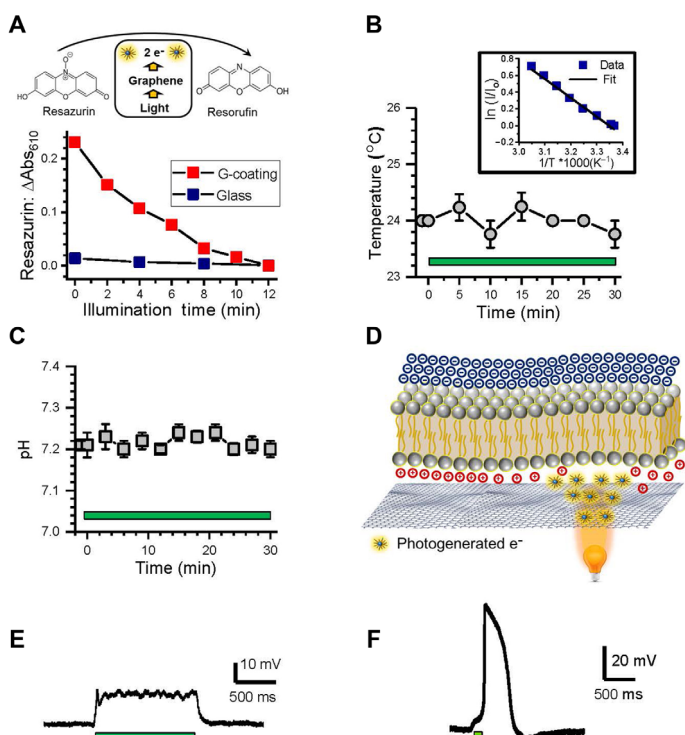 A
O⁻
N⊕
HO
O
O
Resazurin
2 e⁻
Graphene
Light
N
O
O
OH
Resorufin
Resazurin: ΔAbs₆₁₀
0.2
0.1
0.0
G-coating
Glass
0 2 4 6 8 10 12
Illumination time (min)
B
Temperature (°C)
26
25
24
23
ln (I/Iₒ)
0.8
0.6
0.4
0.2
0.0
Data
Fit
3.0 3.1 3.2 3.3 3.4
1/T *1000(K⁻¹)
0 5 10 15 20 25 30
Time (min)
C
pH
7.4
7.3
7.2
7.1
7.0
0 10 20 30
Time (min)
D
Photogenerated e⁻
E
10 mV
500 ms
F
20 mV
500 ms